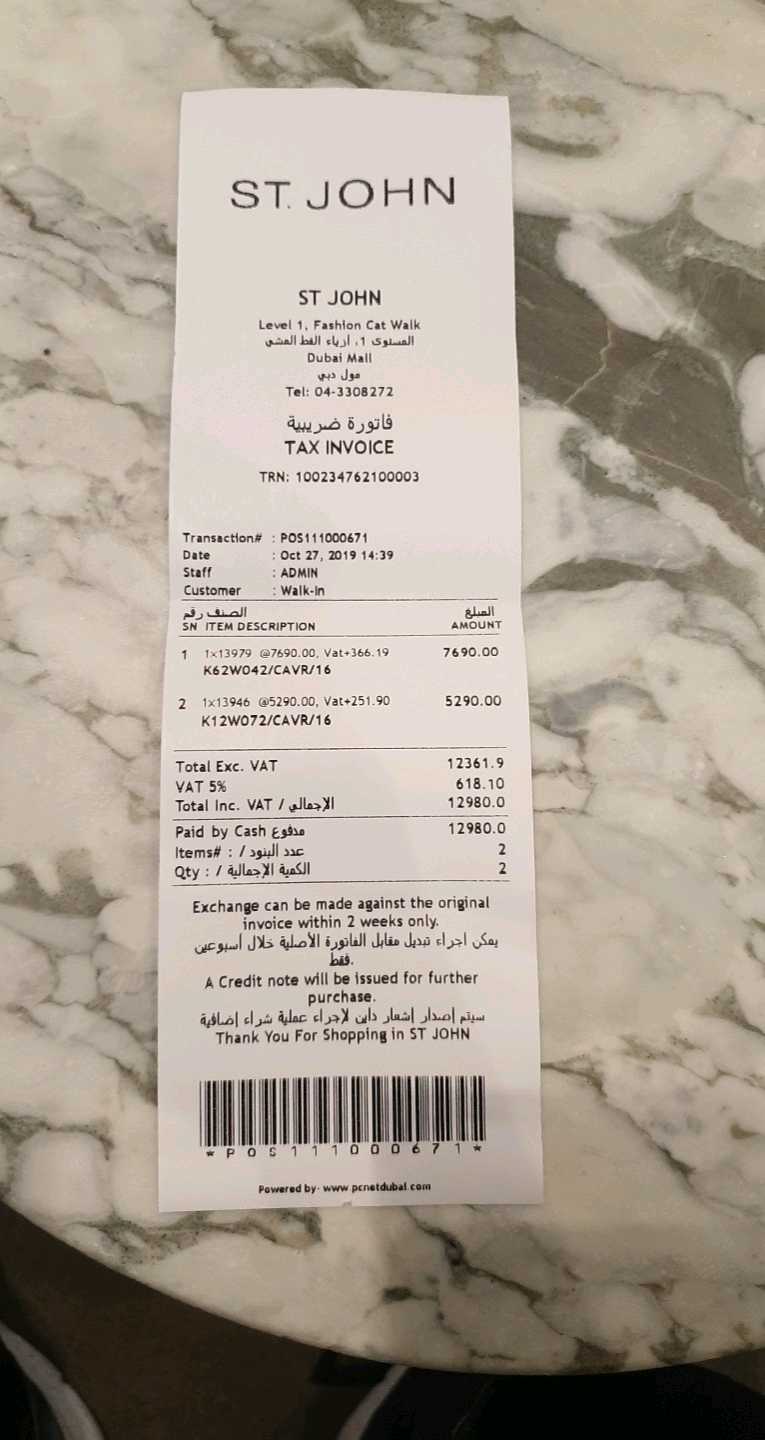 ST. JOHN
ST JOHN
Level 1, Fashion Cat Walk
المستوى 1، أزياء القط المشي
Dubai Mall
مول دبي
Tel: 04-3308272
فاتورة ضريبية
TAX INVOICE
TRN: 100234762100003
Transaction# : POS111000671
Date : Oct 27, 2019 14:39
Staff : ADMIN
Customer : Walk-in
الصنف رقم المبلغ
SN ITEM DESCRIPTION AMOUNT
1 1x13979 @7690.00, Vat+366.19 7690.00
K62W042/CAVR/16
2 1x13946 @5290.00, Vat+251.90 5290.00
K12W072/CAVR/16
Total Exc. VAT 12361.9
VAT 5% 618.10
Total Inc. VAT / الإجمالي 12980.0
Paid by Cash مدفوع 12980.0
Items# : / عدد البنود 2
Qty : / الكمية الإجمالية 2
Exchange can be made against the original
invoice within 2 weeks only.
يمكن اجراء تبديل مقابل الفاتورة الأصلية خلال أسبوعين
فقط.
A Credit note will be issued for further
purchase.
سيتم إصدار إشعار داين لإجراء عملية شراء إضافية
Thank You For Shopping in ST JOHN
*POS111000671*
Powered by- www.pcnetdubai.com